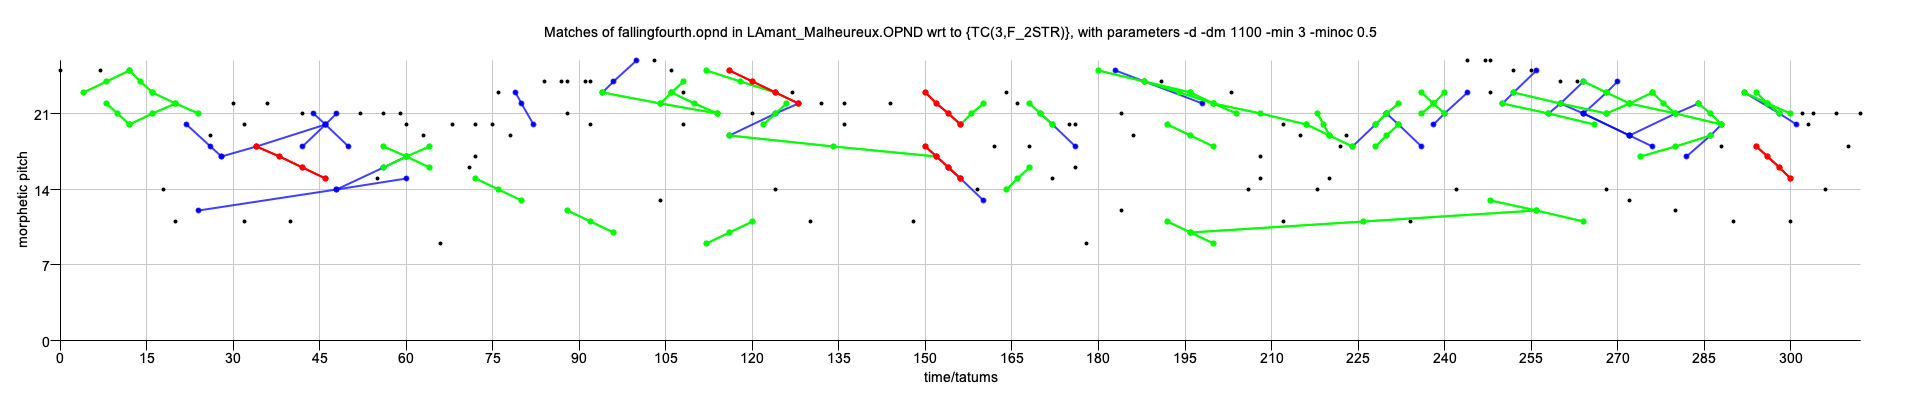 Matches of fallingfourth.opnd in LAmant_Malheureux.OPND wrt to {TC(3,F_2STR)}, with parameters -d -dm 1100 -min 3 -minoc 0.5
morphetic pitch
21
14
7
0
0 15 30 45 60 75 90 105 120 135 150 165 180 195 210 225 240 255 270 285 300
time/tatums